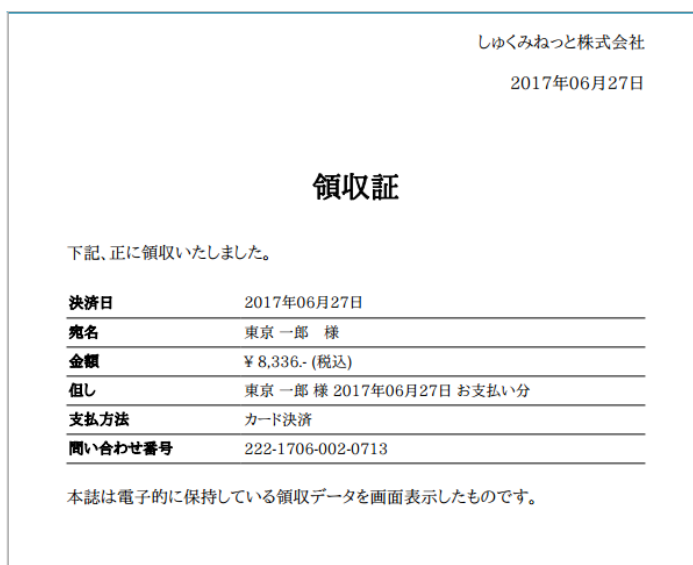 しゅくみねっと株式会社
2017年06月27日
領収証
下記、正に領収いたしました。
決済日 2017年06月27日
宛名 東京 一郎　様
金額 ¥ 8,336.- (税込)
但し 東京 一郎 様 2017年06月27日 お支払い分
支払方法 カード決済
問い合わせ番号 222-1706-002-0713
本誌は電子的に保持している領収データを画面表示したものです。